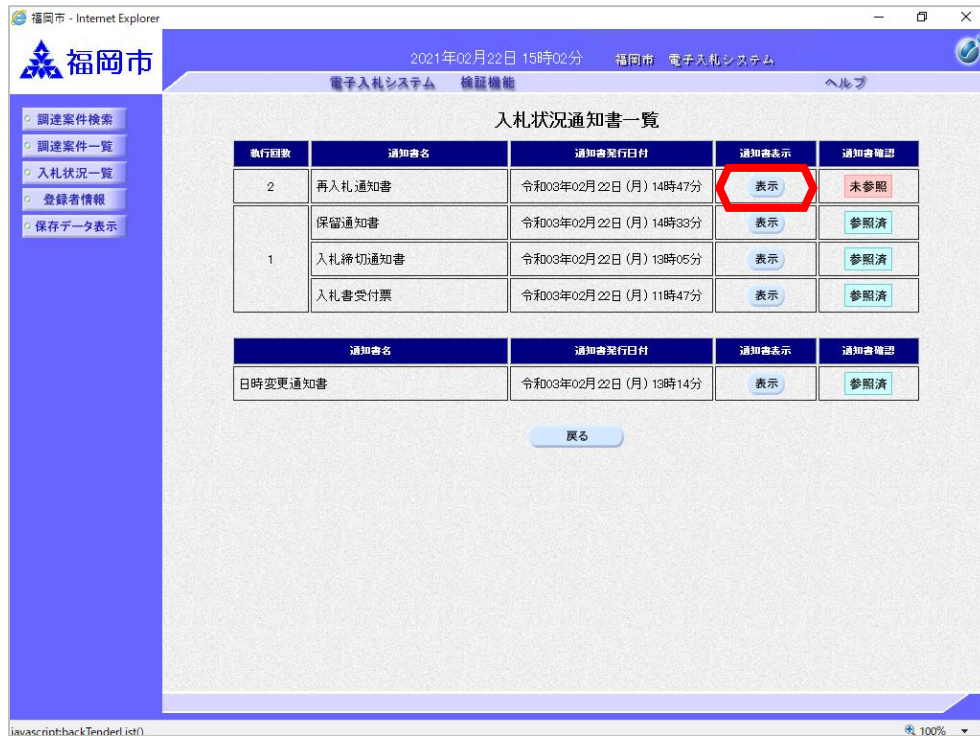 福岡市 - Internet Explorer
福岡市
2021年02月22日 15時02分 福岡市 電子入札システム
電子入札システム 検証機能 ヘルプ
調達案件検索
調達案件一覧
入札状況一覧
登録者情報
保存データ表示
入札状況通知書一覧
執行回数 通知書名 通知書発行日付 通知書表示 通知書確認
2 再入札通知書 令和03年02月22日 (月) 14時47分 表示 未参照
保留通知書 令和03年02月22日 (月) 14時33分 表示 参照済
1 入札締切通知書 令和03年02月22日 (月) 13時05分 表示 参照済
入札書受付票 令和03年02月22日 (月) 11時47分 表示 参照済
通知書名 通知書発行日付 通知書表示 通知書確認
日時変更通知書 令和03年02月22日 (月) 13時14分 表示 参照済
戻る
javascript:backTenderList() 100%